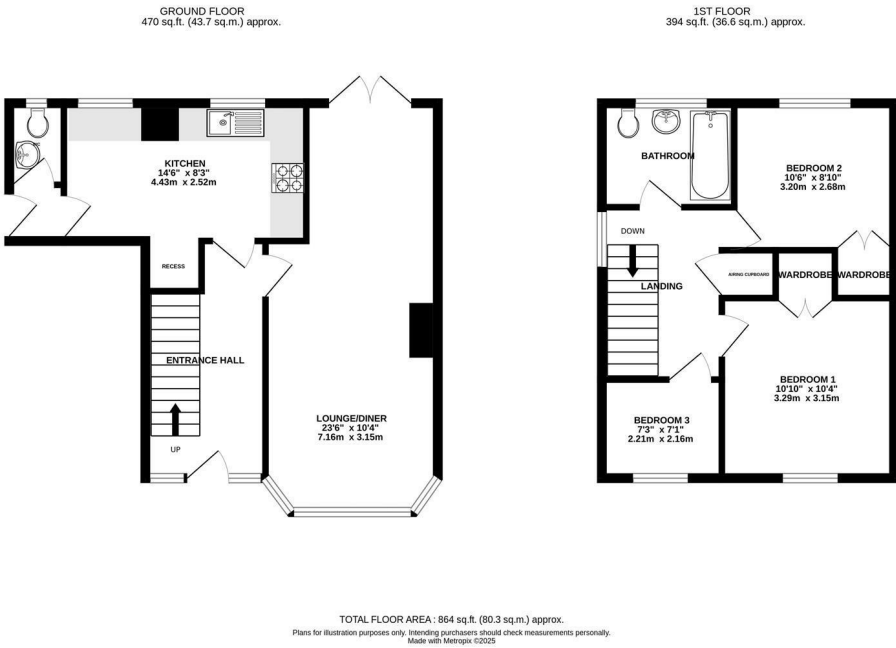 GROUND FLOOR
470 sq.ft. (43.7 sq.m.) approx.
KITCHEN
14'6" x 8'3"
4.43m x 2.52m
RECESS
ENTRANCE HALL
UP
LOUNGE/DINER
23'6" x 10'4"
7.16m x 3.15m
1ST FLOOR
394 sq.ft. (36.6 sq.m.) approx.
BATHROOM
BEDROOM 2
10'6" x 8'10"
3.20m x 2.68m
DOWN
LANDING
AIRING CUPBOARD
WARDROBE
WARDROBE
BEDROOM 1
10'10" x 10'4"
3.29m x 3.15m
BEDROOM 3
7'3" x 7'1"
2.21m x 2.16m
TOTAL FLOOR AREA : 864 sq.ft. (80.3 sq.m.) approx.
Plans for illustration purposes only. Intending purchasers should check measurements personally.
Made with Metropix ©2025